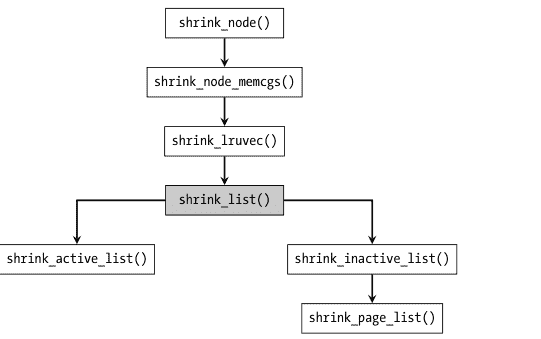 shrink_node()
shrink_node_memcgs()
shrink_lruvec()
shrink_list()
shrink_active_list()
shrink_inactive_list()
shrink_page_list()